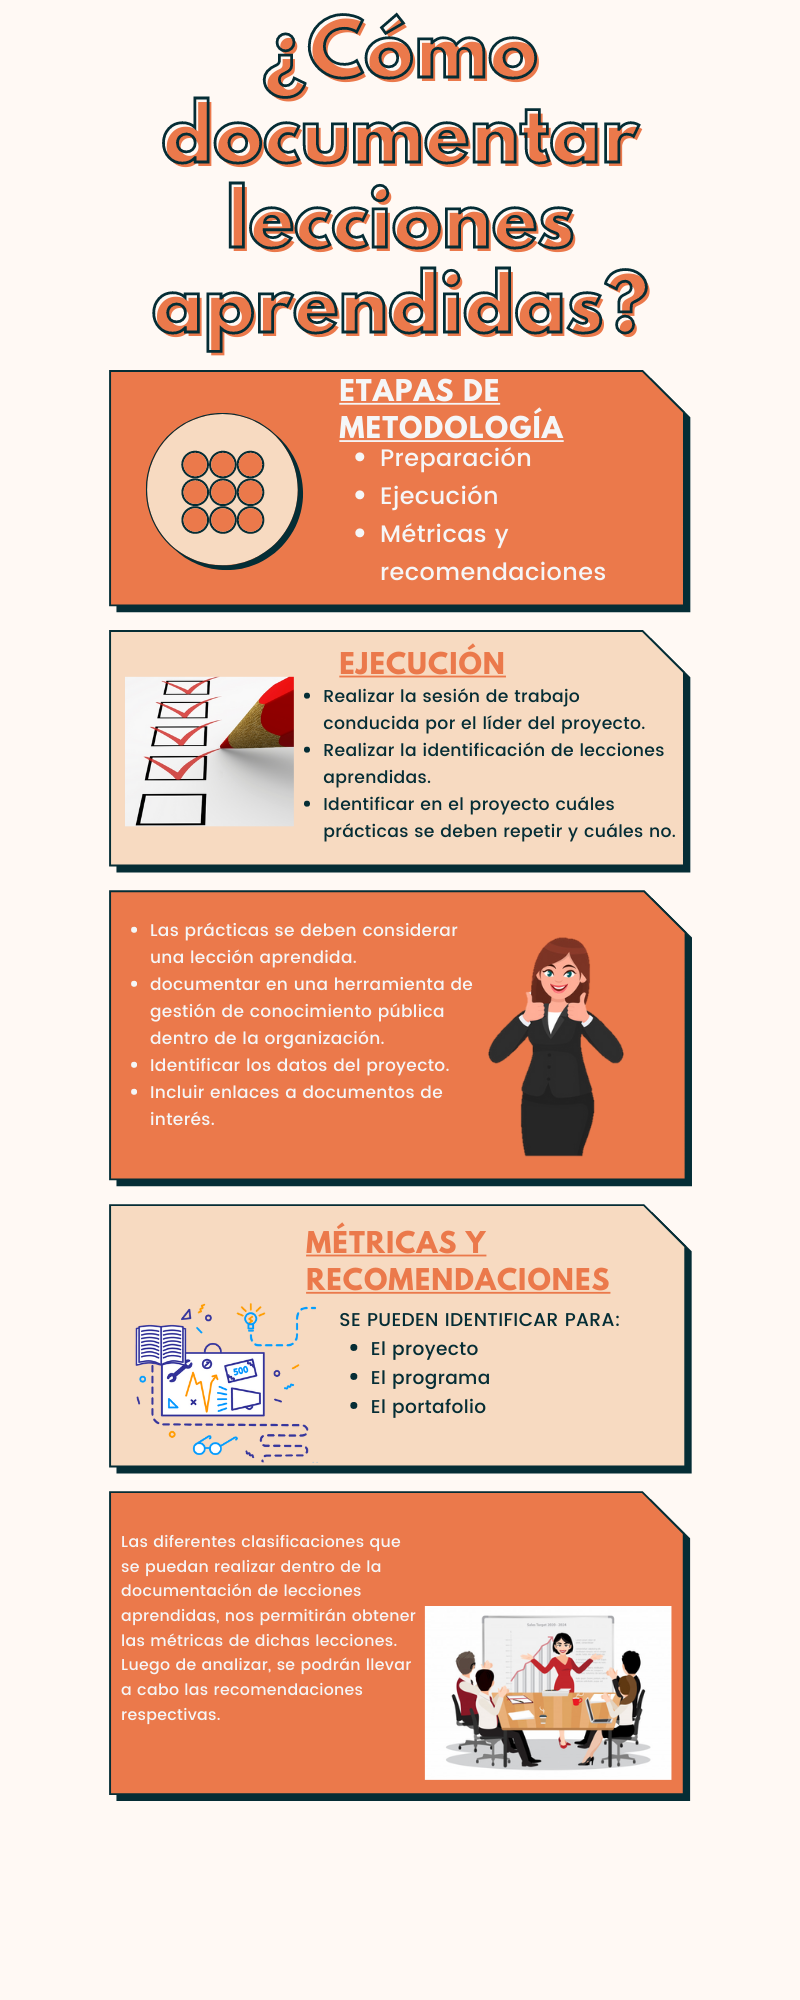 ¿Cómo
documentar
lecciones
aprendidas?
ETAPAS DE
METODOLOGÍA
• Preparación
• Ejecución
• Métricas y
recomendaciones
EJECUCIÓN
• Realizar la sesión de trabajo
conducida por el líder del proyecto.
• Realizar la identificación de lecciones
aprendidas.
• Identificar en el proyecto cuáles
prácticas se deben repetir y cuáles no.
• Las prácticas se deben considerar
una lección aprendida.
• documentar en una herramienta de
gestión de conocimiento pública
dentro de la organización.
• Identificar los datos del proyecto.
• Incluir enlaces a documentos de
interés.
MÉTRICAS Y
RECOMENDACIONES
500
SE PUEDEN IDENTIFICAR PARA:
• El proyecto
• El programa
• El portafolio
Las diferentes clasificaciones que
se puedan realizar dentro de la
documentación de lecciones
aprendidas, nos permitirán obtener
las métricas de dichas lecciones.
Luego de analizar, se podrán llevar
a cabo las recomendaciones
respectivas.